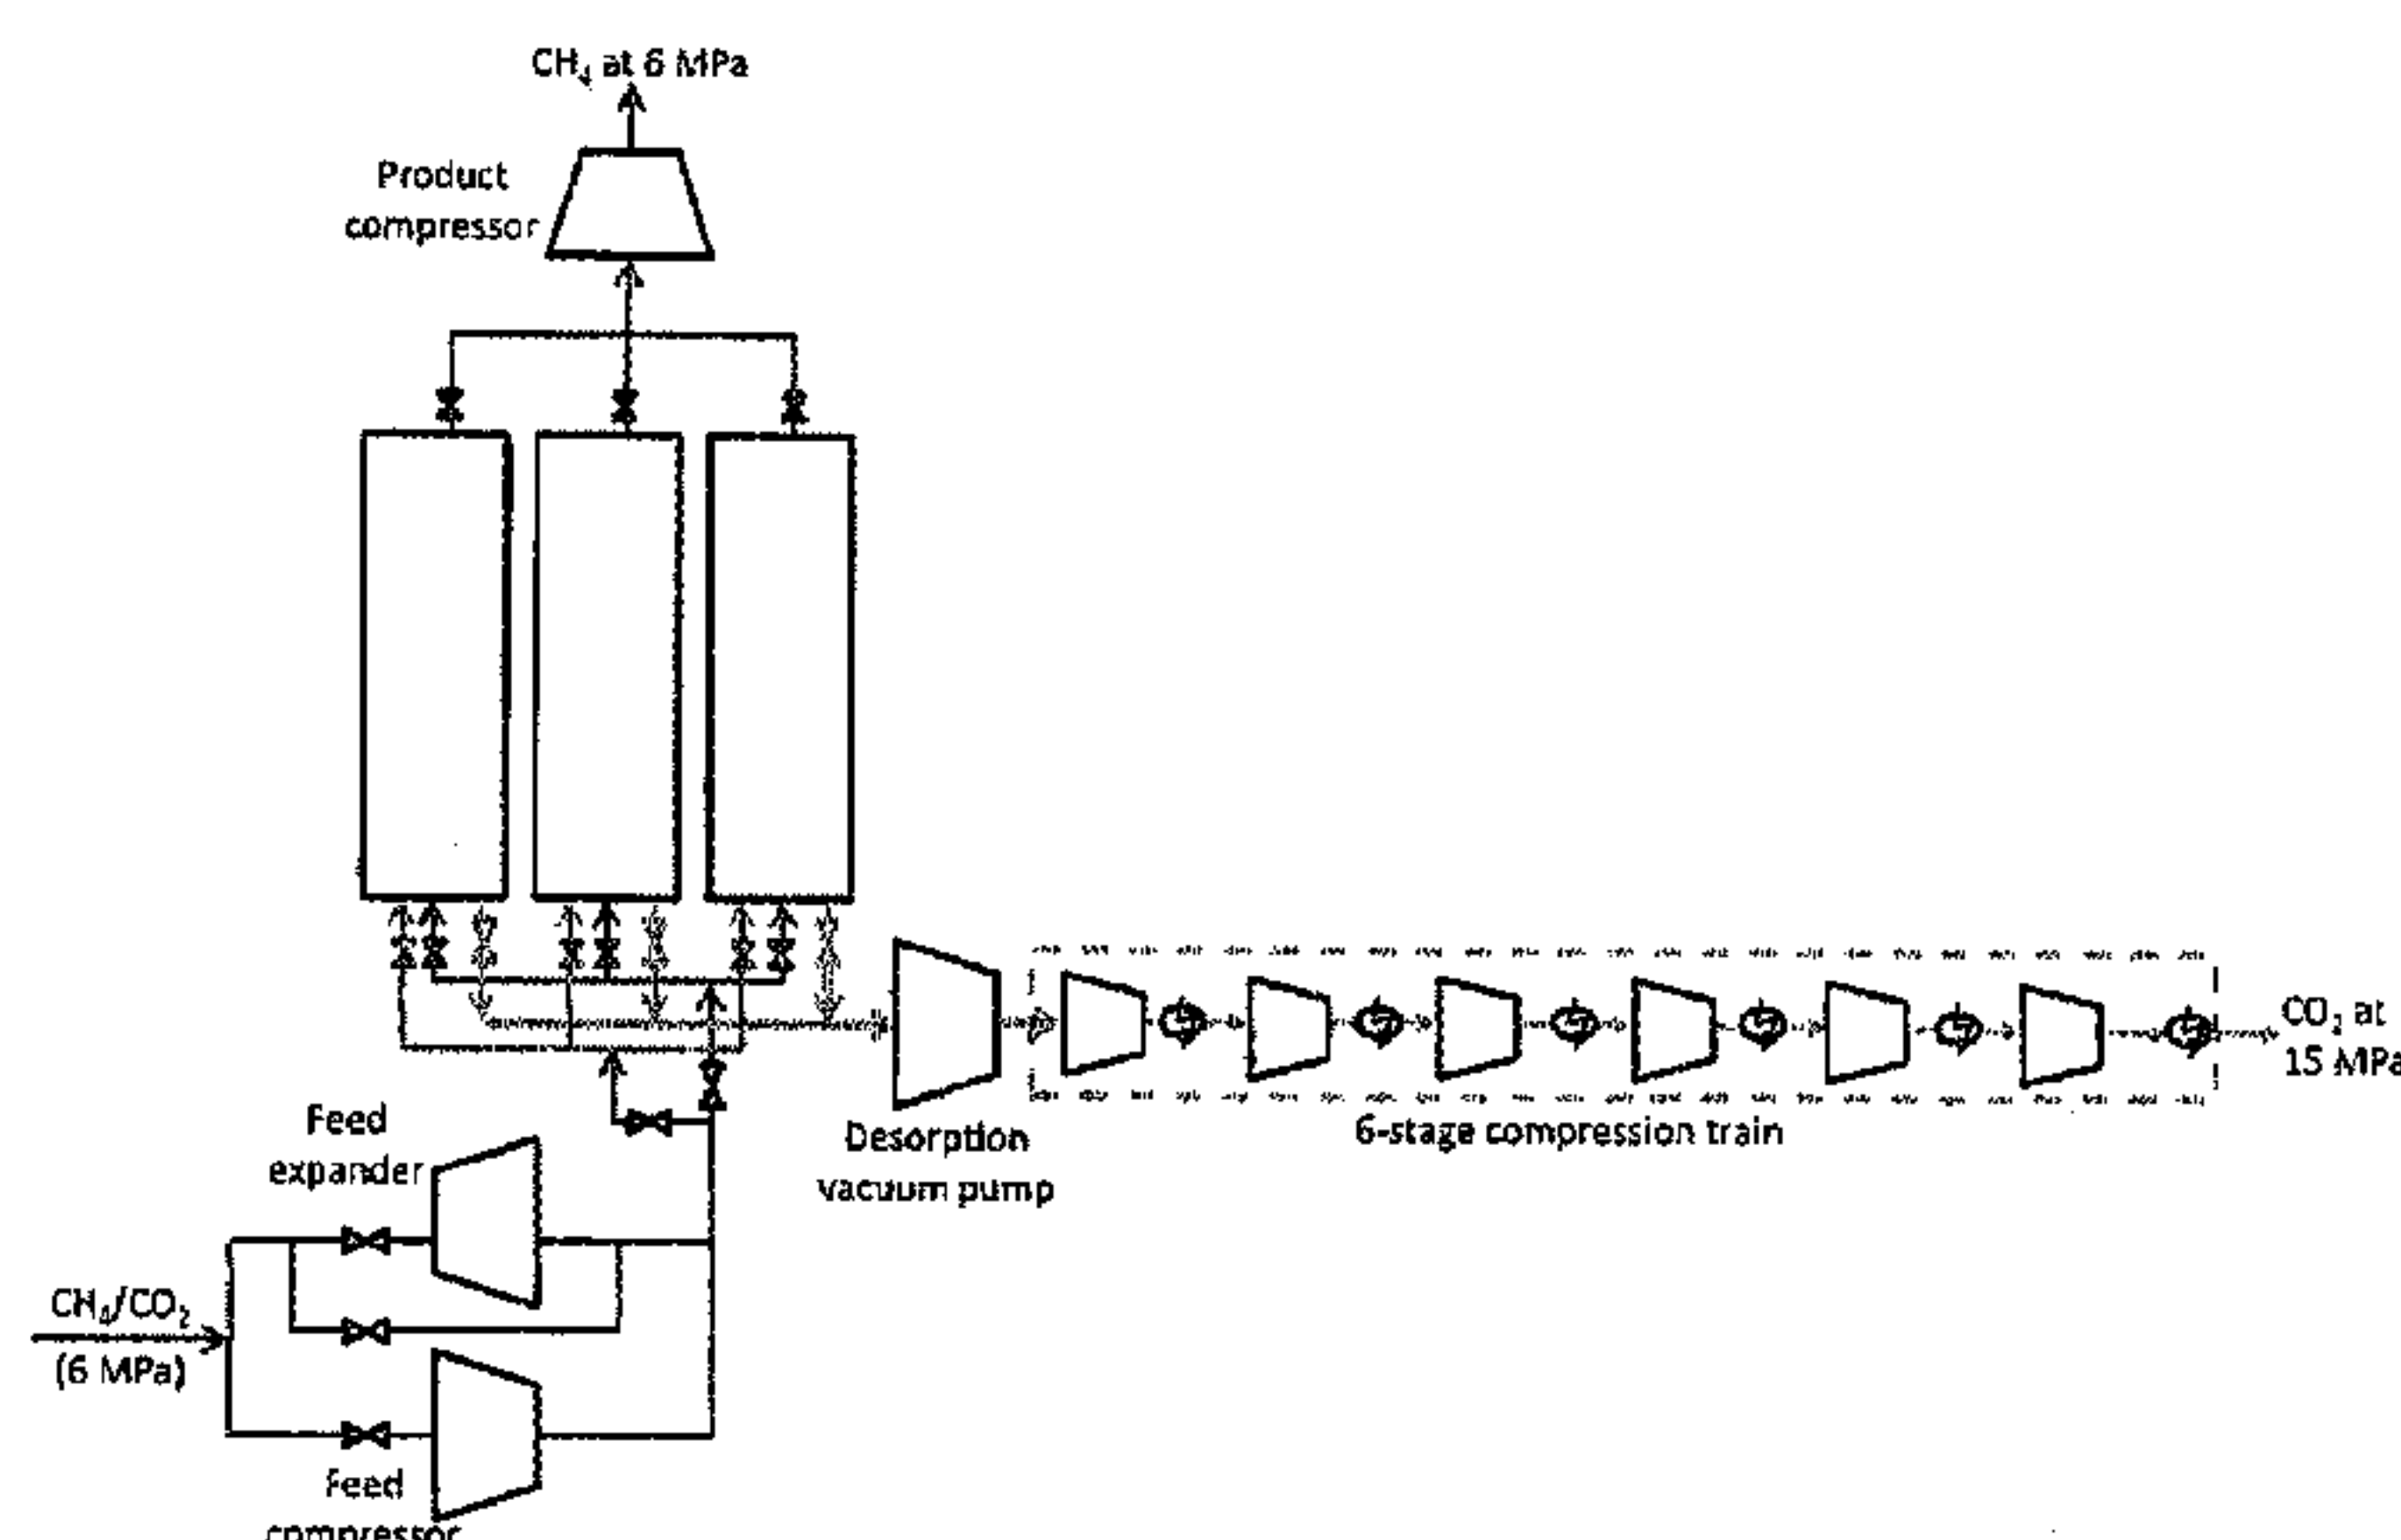 CH₄ at 6 MPa
Product
compressor
Desorption
vacuum pump
6-stage compression train
CO₂ at
15 MPa
Feed
expander
CH₄/CO₂
(6 MPa)
Feed
compressor